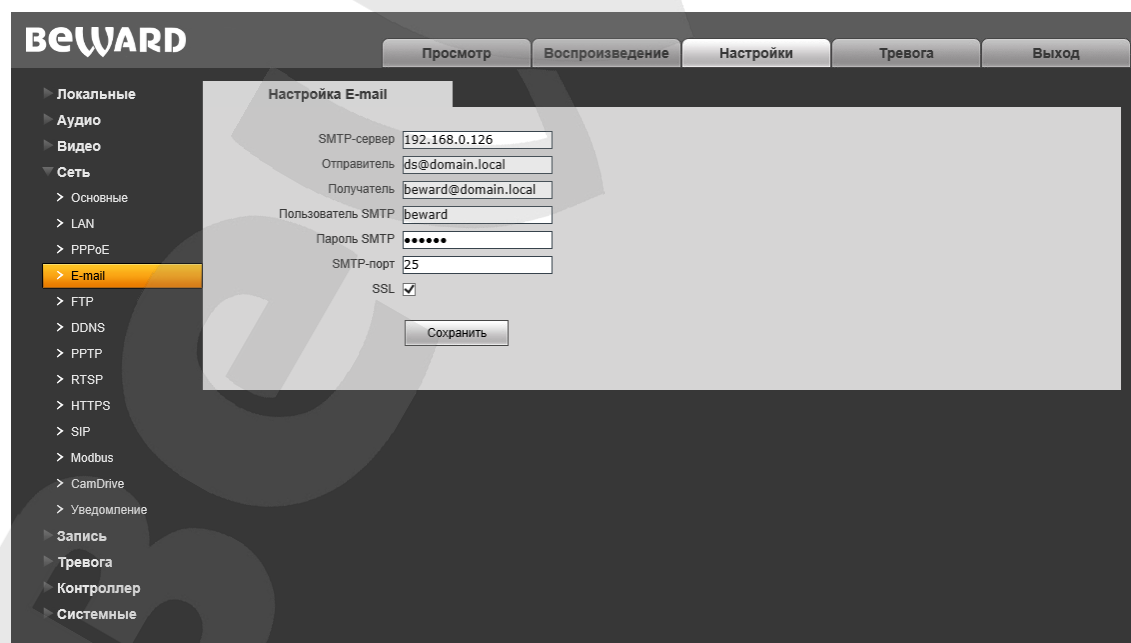 BEWARD
Просмотр
Воспроизведение
Настройки
Тревога
Выход
Локальные
Аудио
Видео
Сеть
Основные
LAN
PPPoE
E-mail
FTP
DDNS
PPTP
RTSP
HTTPS
SIP
Modbus
CamDrive
Уведомление
Запись
Тревога
Контроллер
Системные
Настройка E-mail
SMTP-сервер 192.168.0.126
Отправитель ds@domain.local
Получатель beward@domain.local
Пользователь SMTP beward
Пароль SMTP ••••••
SMTP-порт 25
SSL
Сохранить